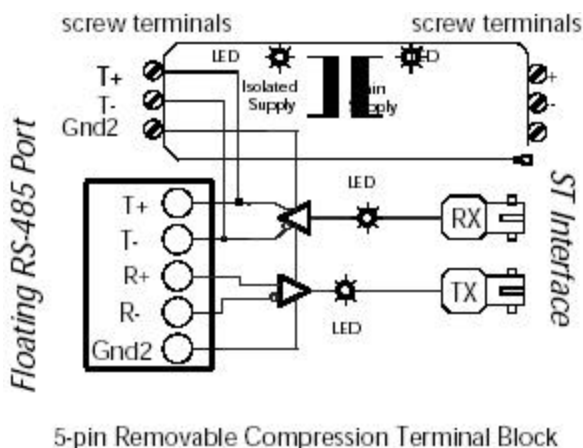 screw terminals
screw terminals
LED
T+
Isolated
Supply
+
T-
-
Gnd2
LED
T+
RX
T-
R+
TX
R-
LED
Gnd2
Floating RS-485 Port
ST Interface
5-pin Removable Compression Terminal Block